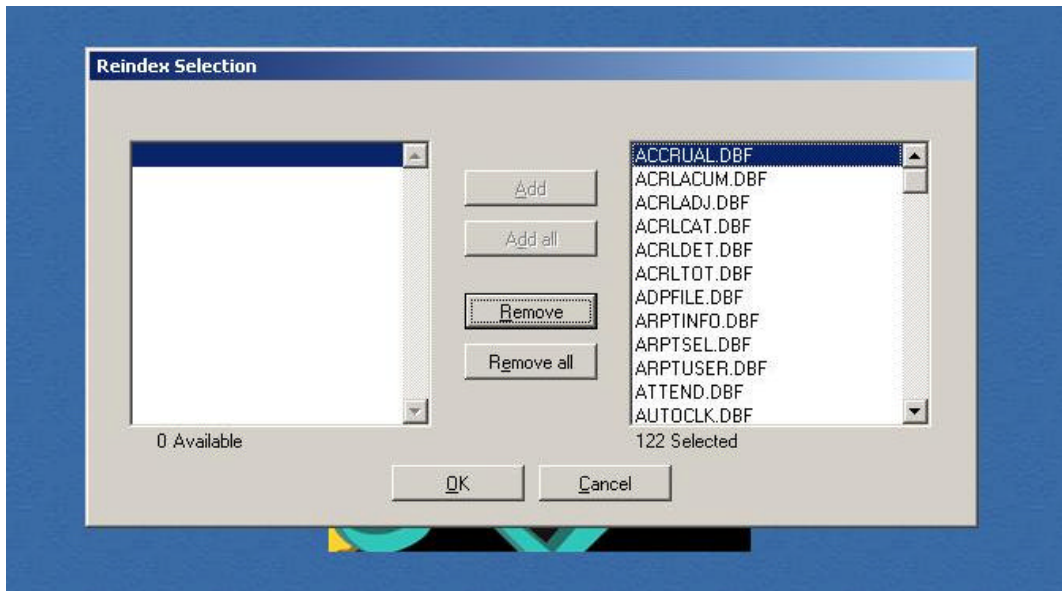 Reindex Selection
Add
Add all
Remove
Remove all
0 Available
ACCRUAL.DBF
ACRLACUM.DBF
ACRLADJ.DBF
ACRLCAT.DBF
ACRLDET.DBF
ACRLTOT.DBF
ADPFILE.DBF
ARPTINFO.DBF
ARPTSEL.DBF
ARPTUSER.DBF
ATTEND.DBF
AUTOCLK.DBF
122 Selected
OK
Cancel